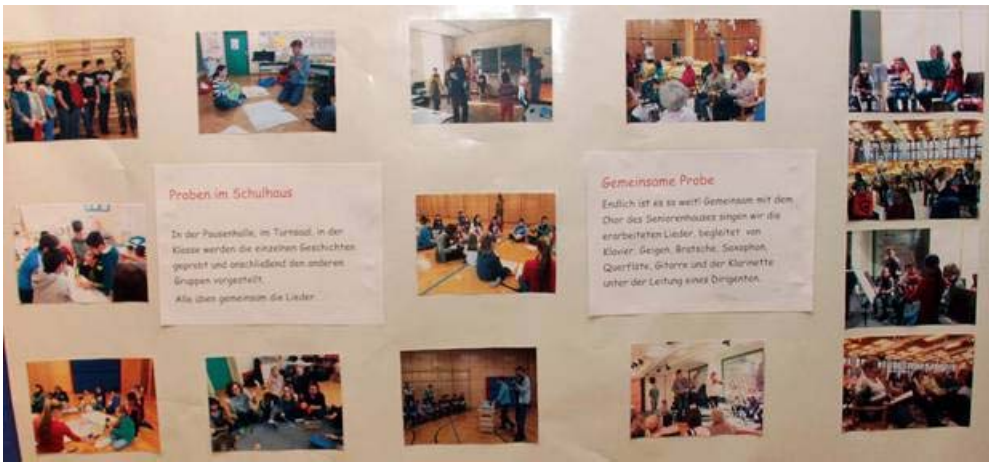 Proben im Schulhaus
In der Pausenhalle, im Turnsaal, in der
Klasse werden die einzelnen Geschichten
geprobt und anschließend den anderen
Gruppen vorgestellt.
Alle üben gemeinsam die Lieder.
Gemeinsame Probe
Endlich ist es so weit! Gemeinsam mit dem
Chor des Seniorenhauses singen wir die
erarbeiteten Lieder, begleitet von
Klavier, Geigen, Bratsche, Saxophon,
Querflöte, Gitarre und der Klarinette
unter der Leitung eines Dirigenten.